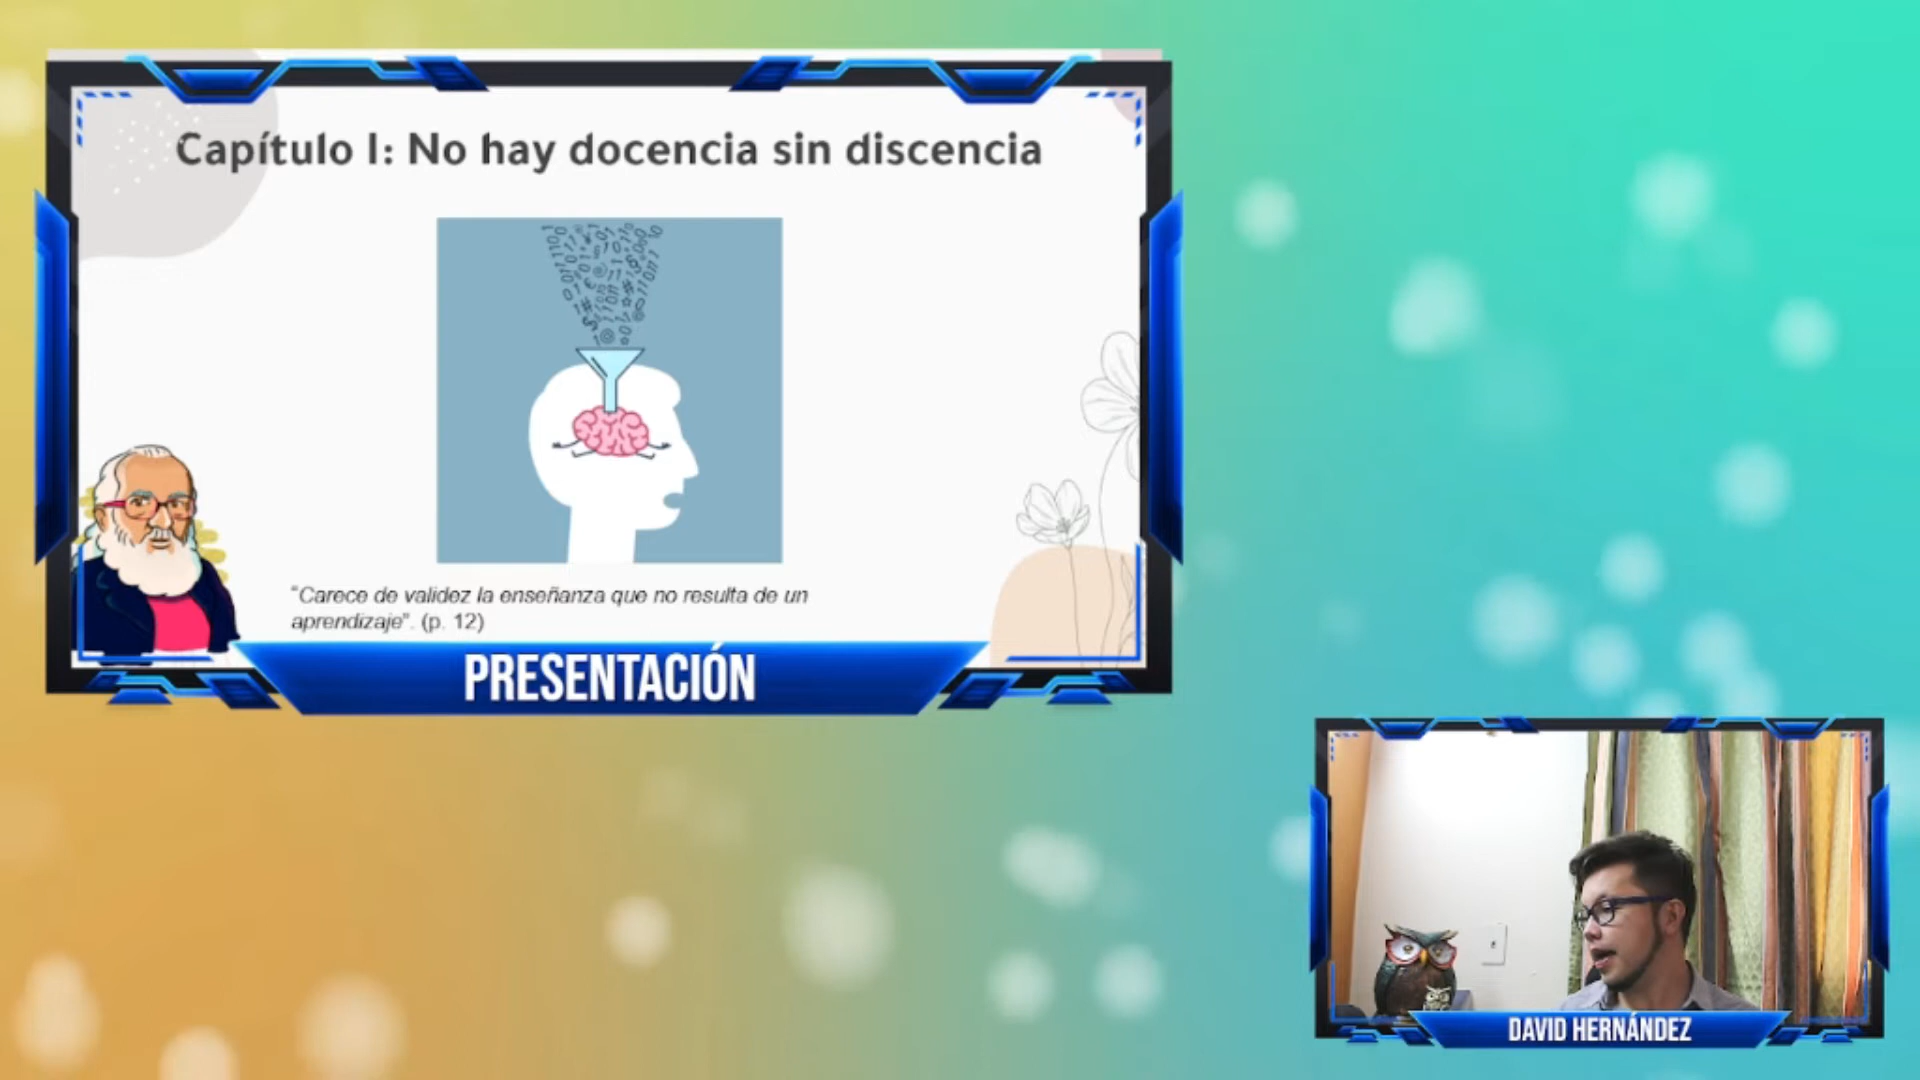 Capítulo I: No hay docencia sin discencia
“Carece de validez la enseñanza que no resulta de un
aprendizaje”. (p. 12)
PRESENTACIÓN
DAVID HERNÁNDEZ